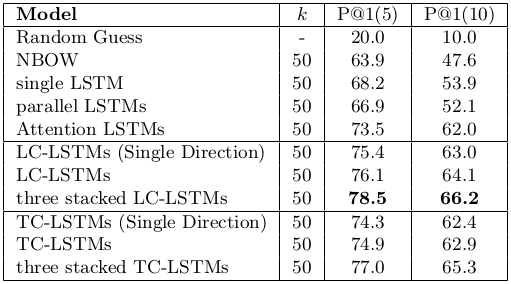 Model k P@1(5) P@1(10)
Random Guess - 20.0 10.0
NBOW 50 63.9 47.6
single LSTM 50 68.2 53.9
parallel LSTMs 50 66.9 52.1
Attention LSTMs 50 73.5 62.0
LC-LSTMs (Single Direction) 50 75.4 63.0
LC-LSTMs 50 76.1 64.1
three stacked LC-LSTMs 50 78.5 66.2
TC-LSTMs (Single Direction) 50 74.3 62.4
TC-LSTMs 50 74.9 62.9
three stacked TC-LSTMs 50 77.0 65.3